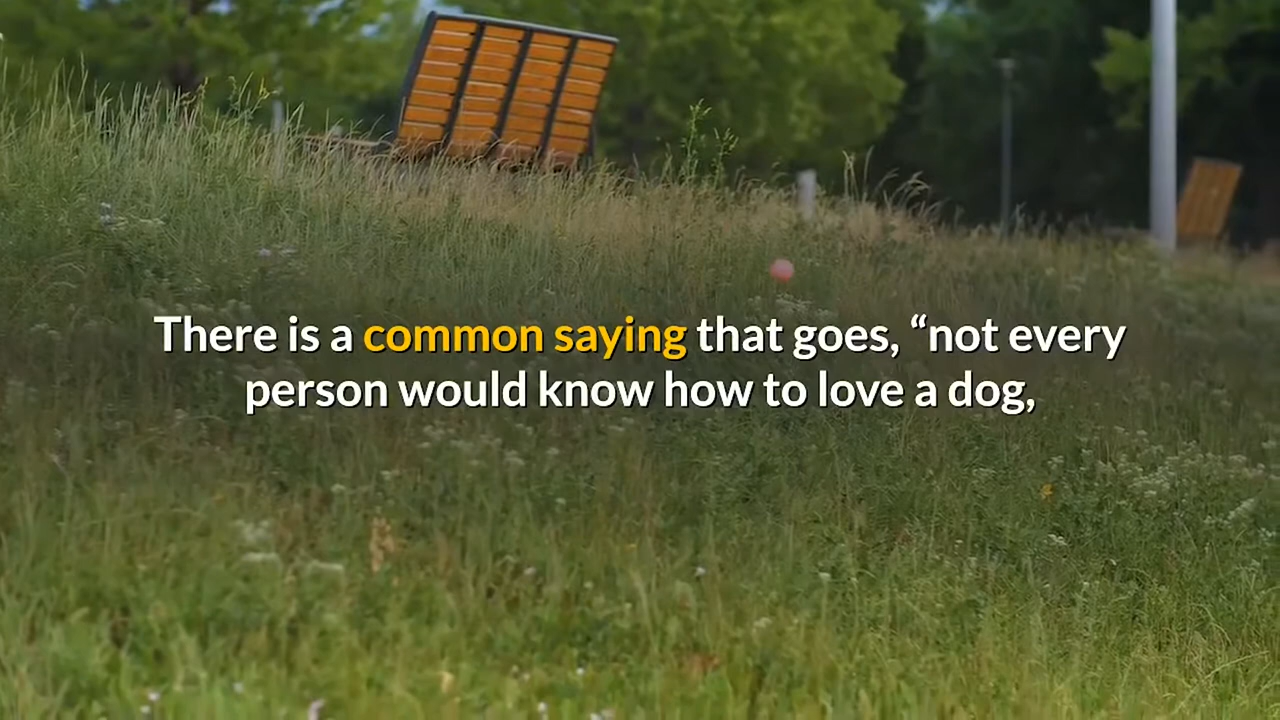 There is a common saying that goes, “not every
person would know how to love a dog,